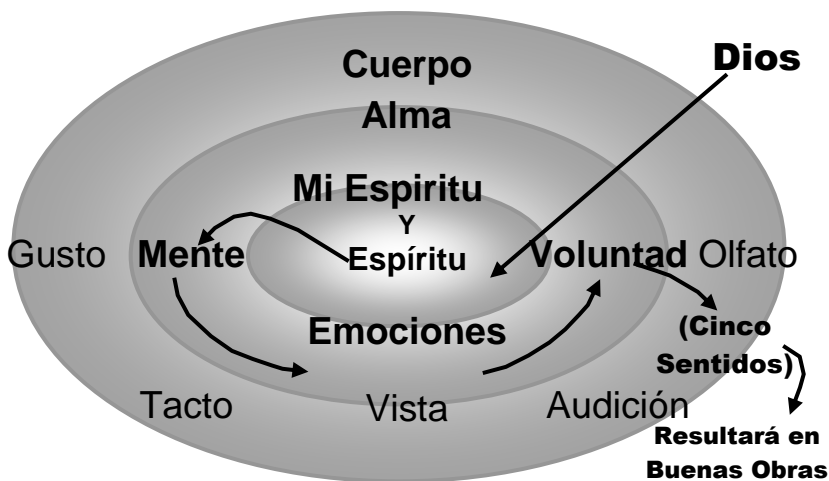 Cuerpo
Dios
Alma
Mi Espiritu
Y
Espíritu
Gusto
Mente
Voluntad
Olfato
Emociones
(Cinco
Sentidos)
Tacto
Vista
Audición
Resultará en
Buenas Obras